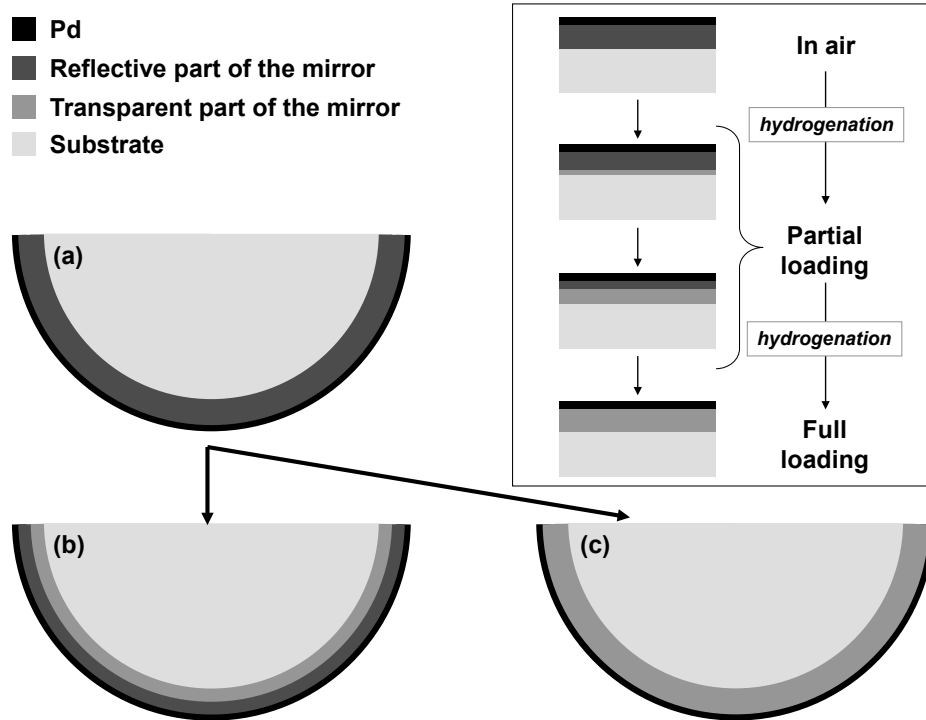 Pd
Reflective part of the mirror
Transparent part of the mirror
Substrate
In air
hydrogenation
Partial
loading
hydrogenation
Full
loading
(a)
(b)
(c)